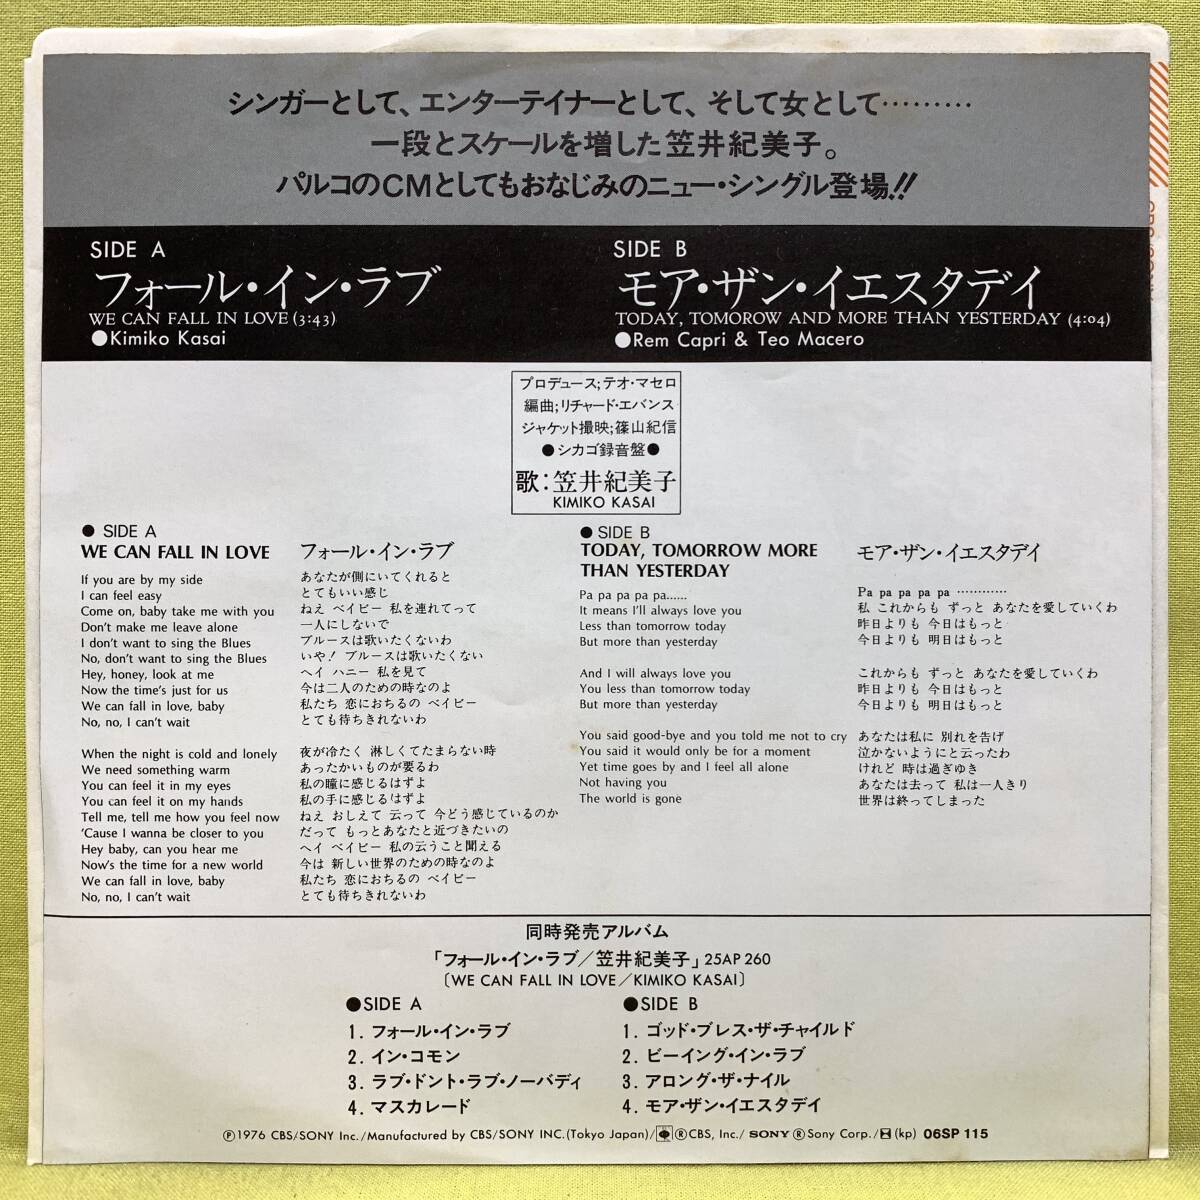 シンガーとして、エンターテイナーとして、そして女として………
一段とスケールを増した笠井紀美子。
パルコのCMとしてもおなじみのニュー・シングル登場!!
SIDE A
フォール・イン・ラブ
WE CAN FALL IN LOVE (3:43)
●Kimiko Kasai
SIDE B
モア・ザン・イエスタデイ
TODAY, TOMOROW AND MORE THAN YESTERDAY (4:04)
●Rem Capri & Teo Macero
プロデュース;テオ・マセロ
編曲;リチャード・エバンス
ジャケット撮映;篠山紀信
●シカゴ録音盤●
歌:笠井紀美子
KIMIKO KASAI
● SIDE A
WE CAN FALL IN LOVE
If you are by my side
I can feel easy
Come on, baby take me with you
Don't make me leave alone
I don't want to sing the Blues
No, don't want to sing the Blues
Hey, honey, look at me
Now the time's just for us
We can fall in love, baby
No, no, I can't wait
When the night is cold and lonely
We need something warm
You can feel it in my eyes
You can feel it on my hands
Tell me, tell me how you feel now
'Cause I wanna be closer to you
Hey baby, can you hear me
Now's the time for a new world
We can fall in love, baby
No, no, I can't wait
フォール・イン・ラブ
あなたが側にいてくれると
とてもいい感じ
ねえ ベイビー 私を連れてって
一人にしないで
ブルースは歌いたくない
いや! ブルースは歌いたくない
ヘイ ハニー 私を見て
今は二人のための時なのよ
私たち 恋におちるの ベイビー
とても待ちきれないわ
夜が冷たく 淋しくてたまらない時
あったかいものが要るわ
私の瞳に感じるはずよ
私の手に感じるはずよ
ねえ おしえて 云って 今どう感じているのか
だって もっとあなたと近づきたいの
ヘイ ベイビー 私の云うこと聞える
今は 新しい世界のための時なのよ
私たち 恋におちるの ベイビー
とても待ちきれないわ
● SIDE B
TODAY, TOMORROW MORE
THAN YESTERDAY
Pa pa pa pa pa......
It means I'll always love you
Less than tomorrow today
But more than yesterday
And I will always love you
You less than tomorrow today
But more than yesterday
You said good-bye and you told me not to cry
You said it would only be for a moment
Yet time goes by and I feel all alone
Not having you
The world is gone
モア・ザン・イエスタデイ
Pa pa pa pa pa …………
私 これからも ずっと あなたを愛していくわ
昨日よりも 今日はもっと
今日よりも 明日はもっと
これからも ずっと あなたを愛していくわ
昨日よりも 今日はもっと
今日よりも 明日はもっと
あなたは私に 別れを告げ
泣かないようにと云ったわ
けれど 時は過ぎゆき
あなたは去って 私は一人きり
世界は終ってしまった
同時発売アルバム
「フォール・イン・ラブ/笠井紀美子」25AP 260
〔WE CAN FALL IN LOVE/KIMIKO KASAI〕
●SIDE A
1. フォール・イン・ラブ
2. イン・コモン
3. ラブ・ドント・ラブ・ノーバディ
4. マスカレード
●SIDE B
1. ゴッド・ブレス・ザ・チャイルド
2. ビーイング・イン・ラブ
3. アロング・ザ・ナイル
4. モア・ザン・イエスタデイ
Ⓟ1976 CBS/SONY Inc./Manufactured by CBS/SONY INC.(Tokyo Japan)/®CBS, Inc./ SONY ®Sony Corp./(kp) 06SP 115